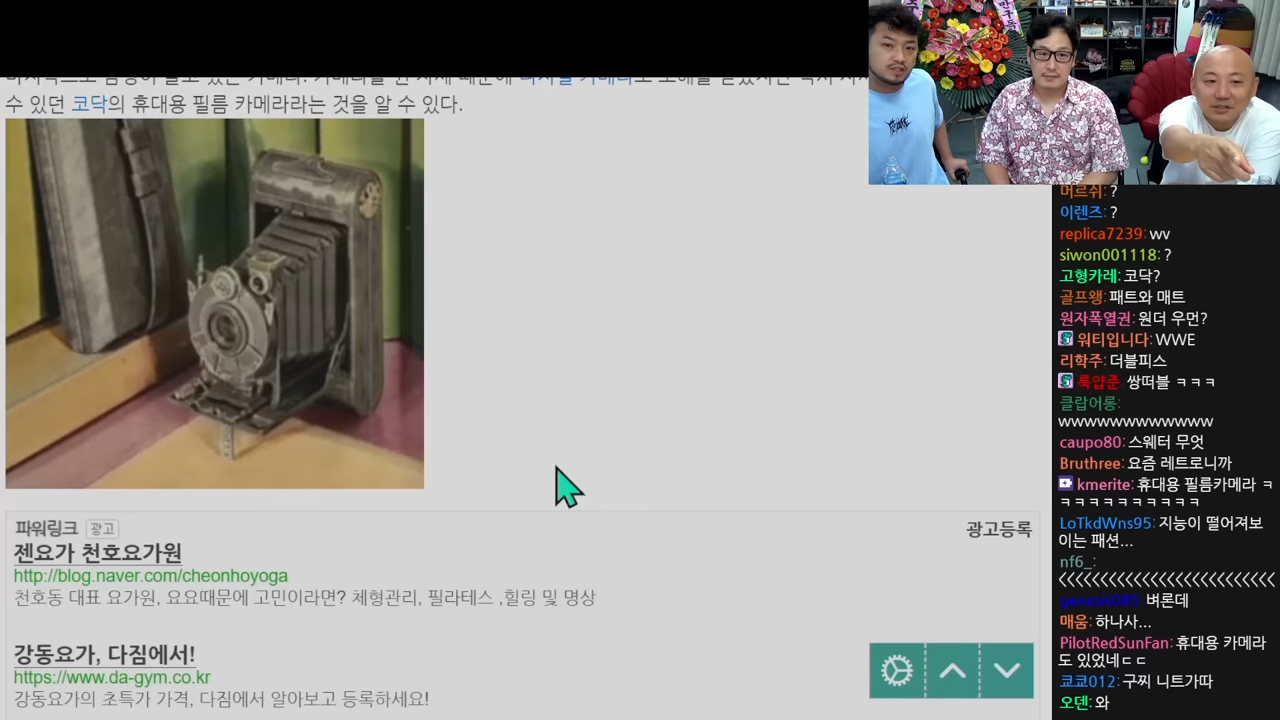 수 있던 코닥의 휴대용 필름 카메라라는 것을 알 수 있다.
파워링크 광고
광고등록
젠요가 천호요가원
http://blog.naver.com/cheonhoyoga
천호동 대표 요가원, 요요때문에 고민이라면? 체형관리, 필라테스 ,힐링 및 명상
강동요가, 다짐에서!
https://www.da-gym.co.kr
강동요가의 초특가 가격, 다짐에서 알아보고 등록하세요!
머르쉬: ?
이렌즈: ?
replica7239: wv
siwon001118: ?
고형카레: 코닥?
골프왱: 패트와 매트
원자폭열권: 원더 우먼?
워티입니다: WWE
리학주: 더블피스
룩얍준: 쌍떠블 ㅋㅋㅋ
클랍어롱:
wwwwwwwwwwww
caupo80: 스웨터 무엇
Bruthree: 요즘 레트로니까
kmerite: 휴대용 필름카메라 ㅋ
ㅋㅋㅋㅋㅋㅋㅋㅋㅋㅋ
LoTkdWns95: 지능이 떨어져보
이는 패션...
nf6_:
genesis085: 벼론데
매움: 하나사...
PilotRedSunFan: 휴대용 카메라
도 있었네ㄷㄷ
쿄쿄012: 구찌 니트가따
오덴: 와